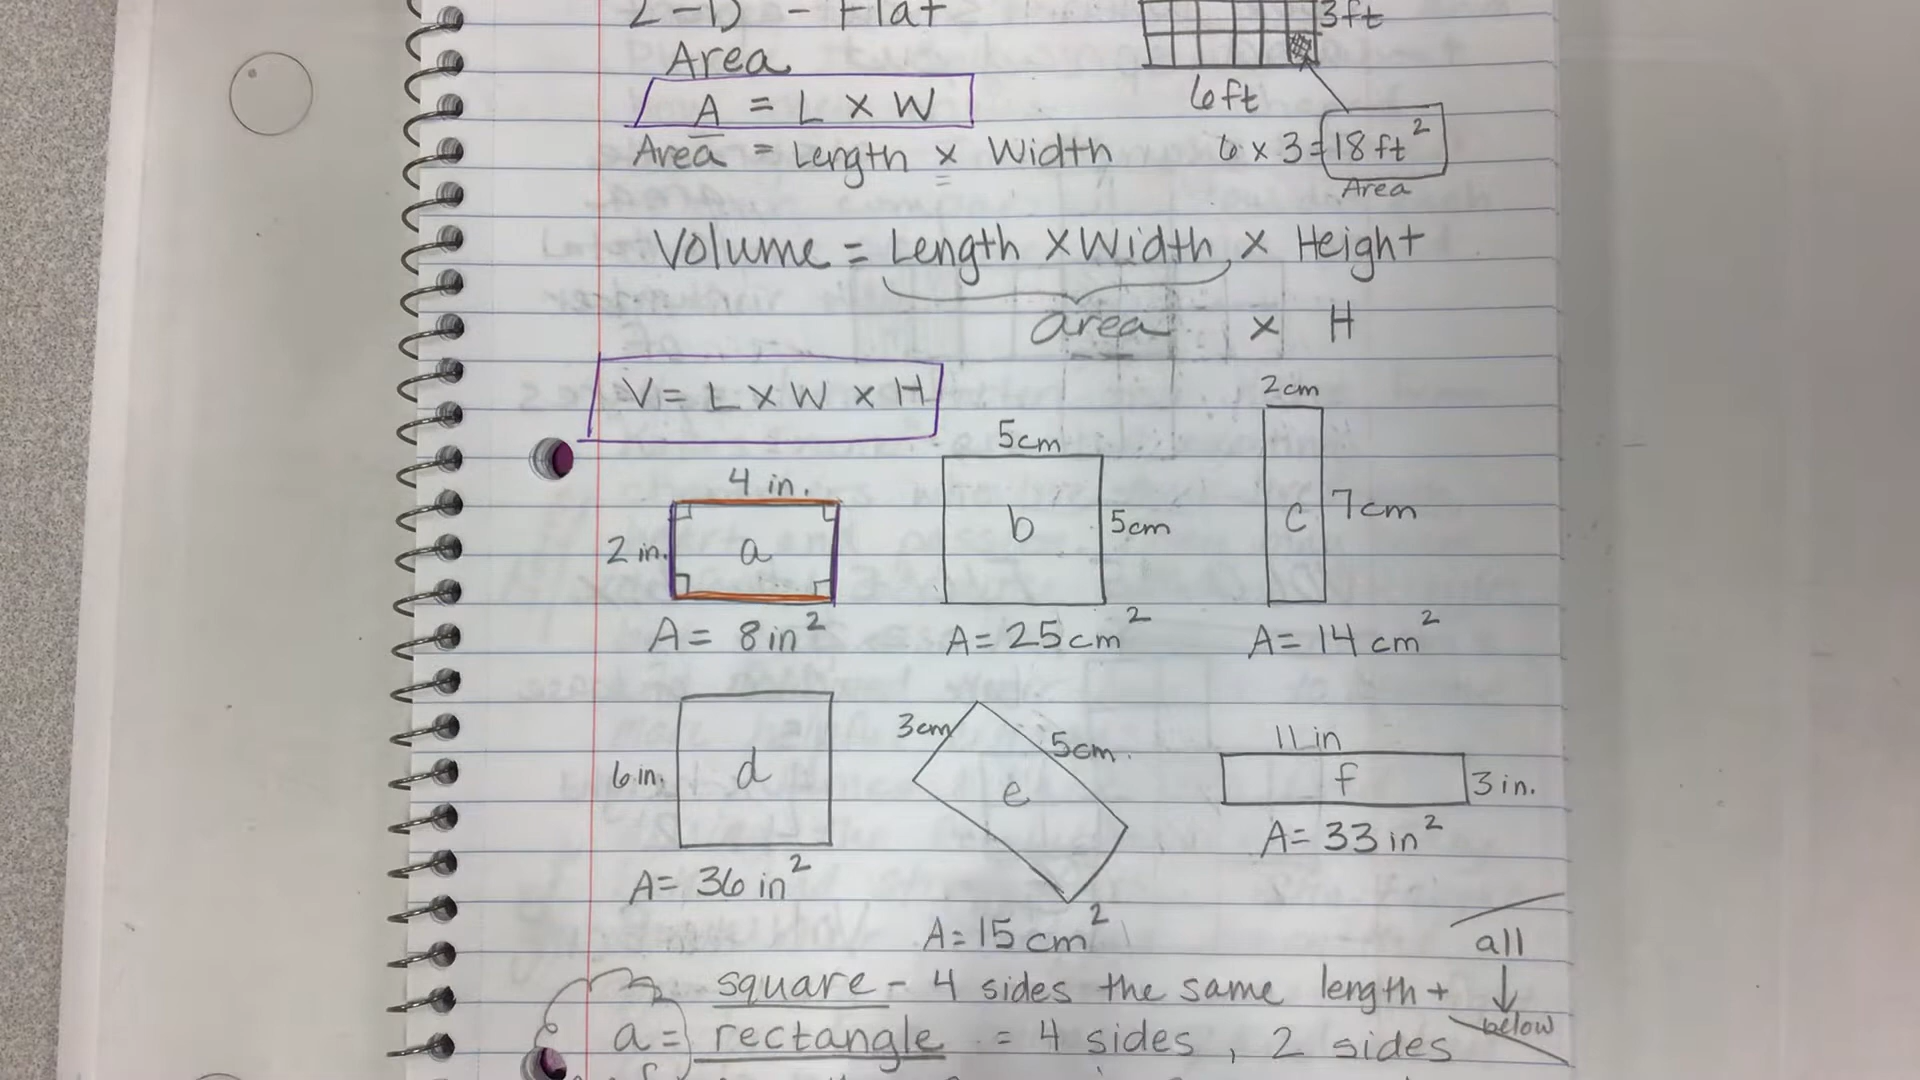 2-D - Flat
3ft
Area
A = L x W
6ft
Area = Length x Width
6 x 3 = 18 ft²
Area
Volume = Length x Width x Height
area x H
V = L x W x H
2cm
5cm
4 in.
2 in.
a
b
5cm
c
7cm
A = 8 in²
A = 25 cm²
A = 14 cm²
3cm
5cm.
11 in
6 in.
d
e
f
3 in.
A = 33 in²
A = 36 in²
A = 15 cm²
all
square - 4 sides the same length +
below
a = rectangle = 4 sides, 2 sides